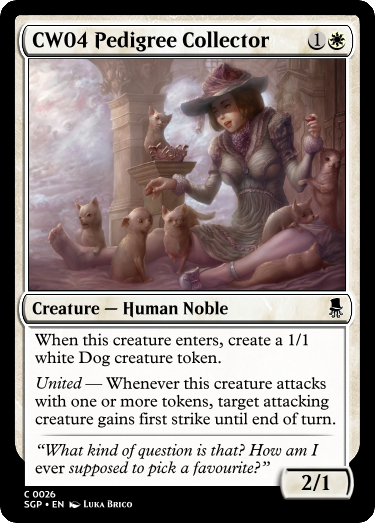 CW04 Pedigree Collector 1
Creature — Human Noble
When this creature enters, create a 1/1
white Dog creature token.
United — Whenever this creature attacks
with one or more tokens, target attacking
creature gains first strike until end of turn.
“What kind of question is that? How am I
ever supposed to pick a favourite?”
2/1
C 0026
SGP • EN Luka Brico